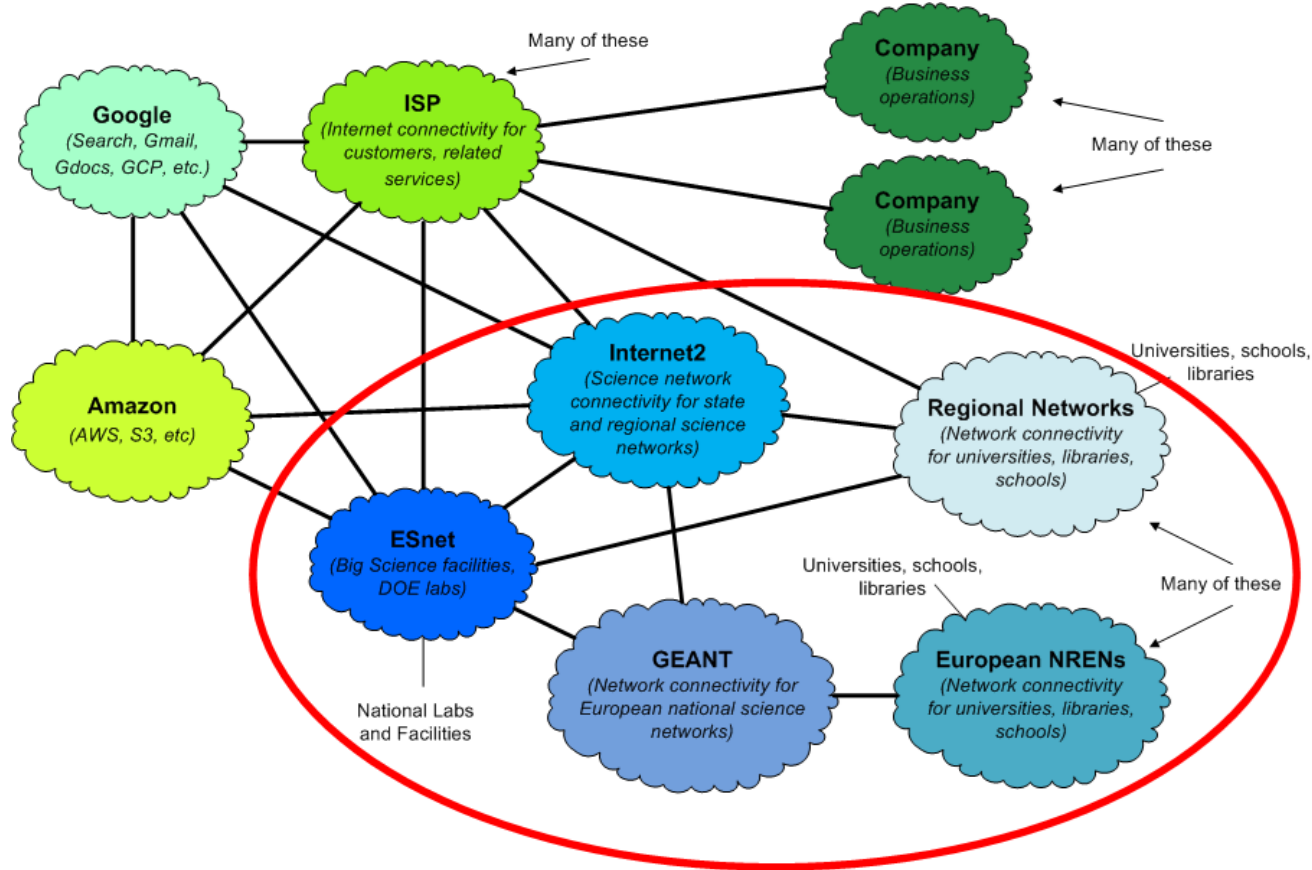 Many of these
Google
(Search, Gmail,
Gdocs, GCP, etc.)
ISP
(Internet connectivity for
customers, related
services)
Company
(Business
operations)
Many of these
Company
(Business
operations)
Amazon
(AWS, S3, etc)
Internet2
(Science network
connectivity for state
and regional science
networks)
Universities, schools,
libraries
Regional Networks
(Network connectivity
for universities, libraries,
schools)
ESnet
(Big Science facilities,
DOE labs)
Universities, schools,
libraries
Many of these
GEANT
(Network connectivity for
European national science
networks)
European NRENs
(Network connectivity
for universities, libraries,
schools)
National Labs
and Facilities